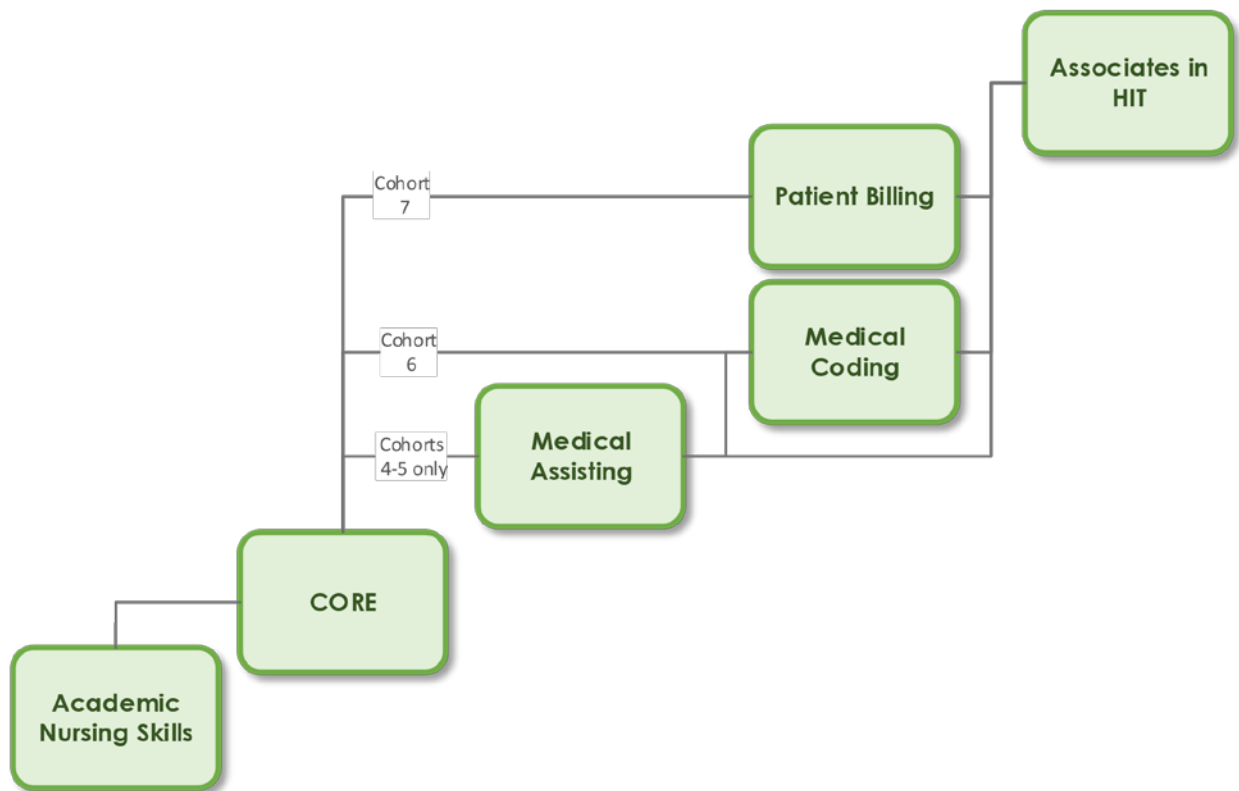 Associates in
HIT
Cohort
7
Patient Billing
Cohort
6
Medical
Coding
Cohorts
4-5 only
Medical
Assisting
CORE
Academic
Nursing Skills